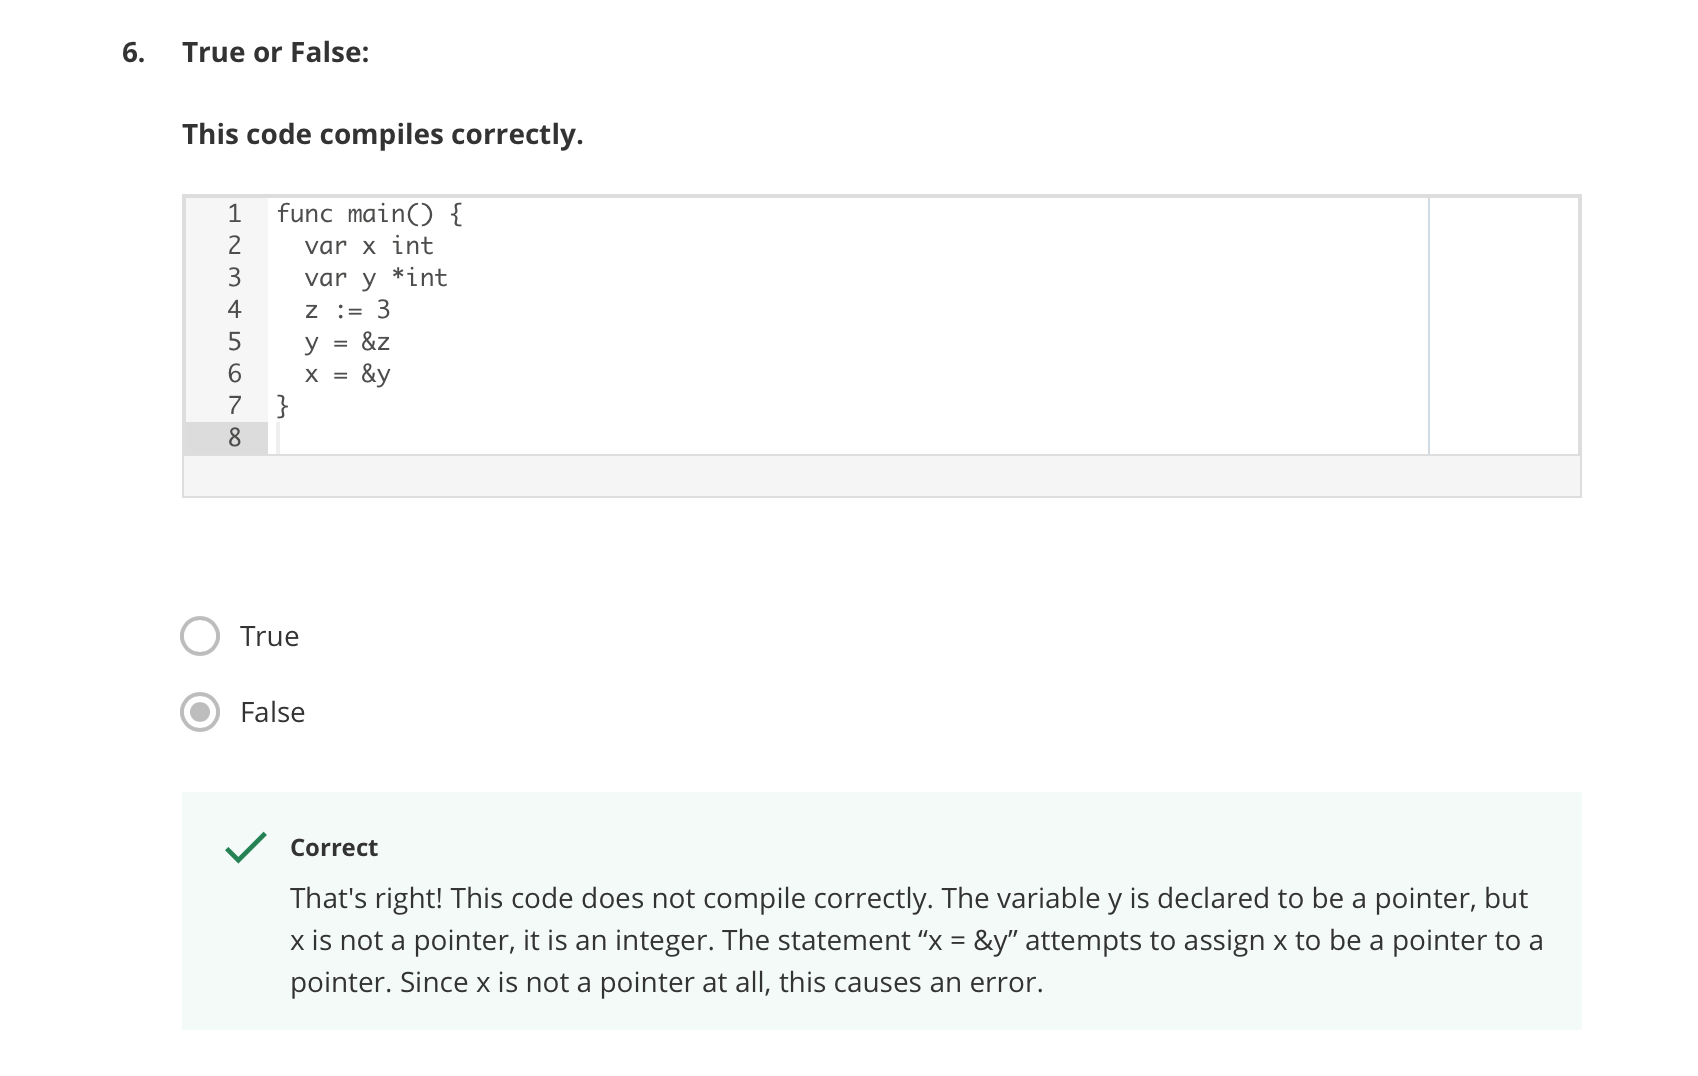 6. True or False:
This code compiles correctly.
1 func main() {
2   var x int
3   var y *int
4   z := 3
5   y = &z
6   x = &y
7 }
8
True
False
Correct
That's right! This code does not compile correctly. The variable y is declared to be a pointer, but
x is not a pointer, it is an integer. The statement “x = &y” attempts to assign x to be a pointer to a
pointer. Since x is not a pointer at all, this causes an error.